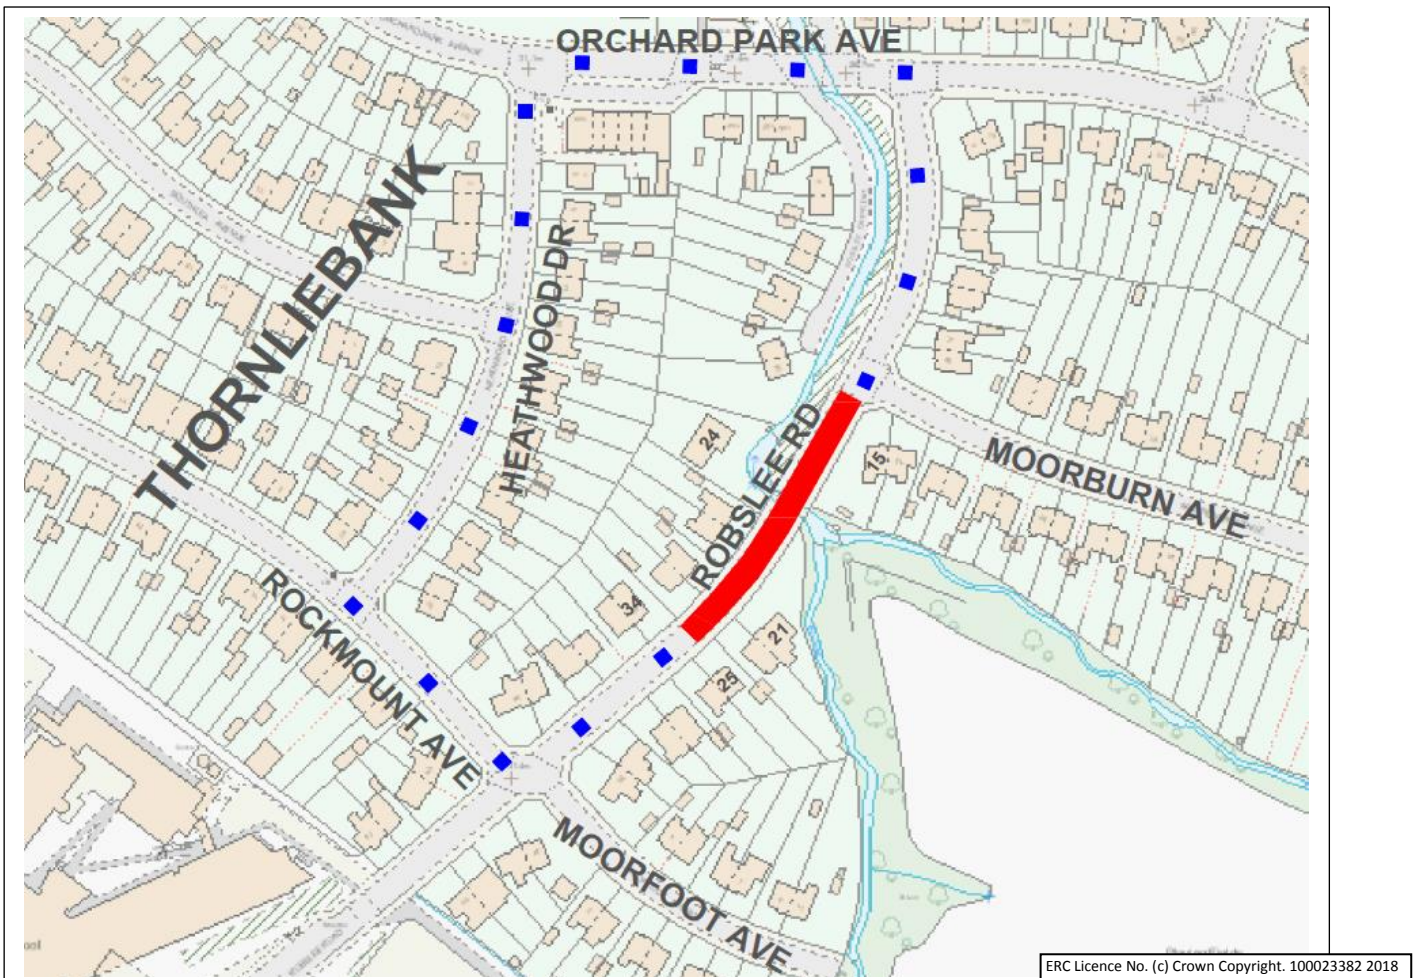 ORCHARD PARK AVE
THORNLIEBANK
HEATHWOOD DR
ROBSLEE RD
MOORBURN AVE
ROCKMOUNT AVE
MOORFOOT AVE
24
15
34
21
25
ERC Licence No. (c) Crown Copyright. 100023382 2018